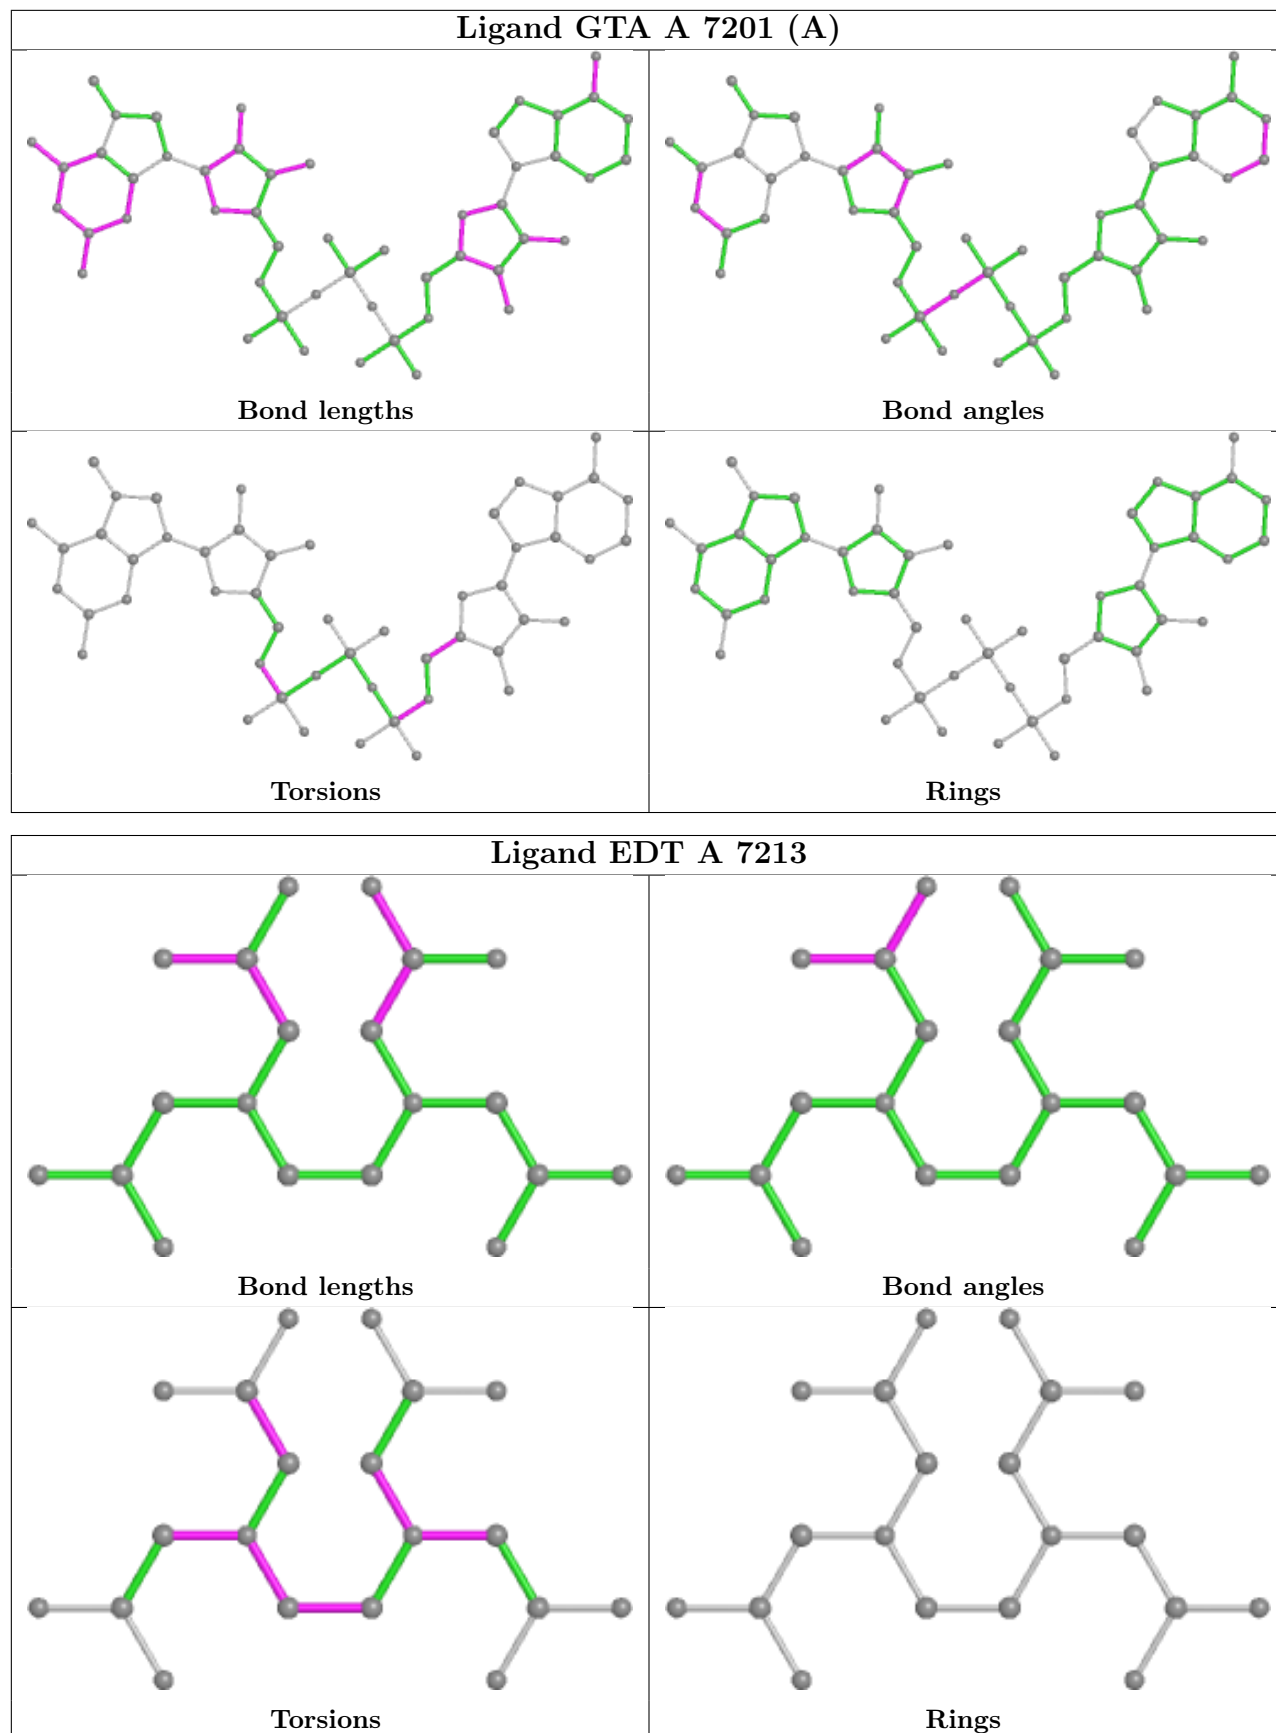 Ligand GTA A 7201 (A)
Bond lengths
Bond angles
Torsions
Rings
Ligand EDT A 7213
Bond lengths
Bond angles
Torsions
Rings